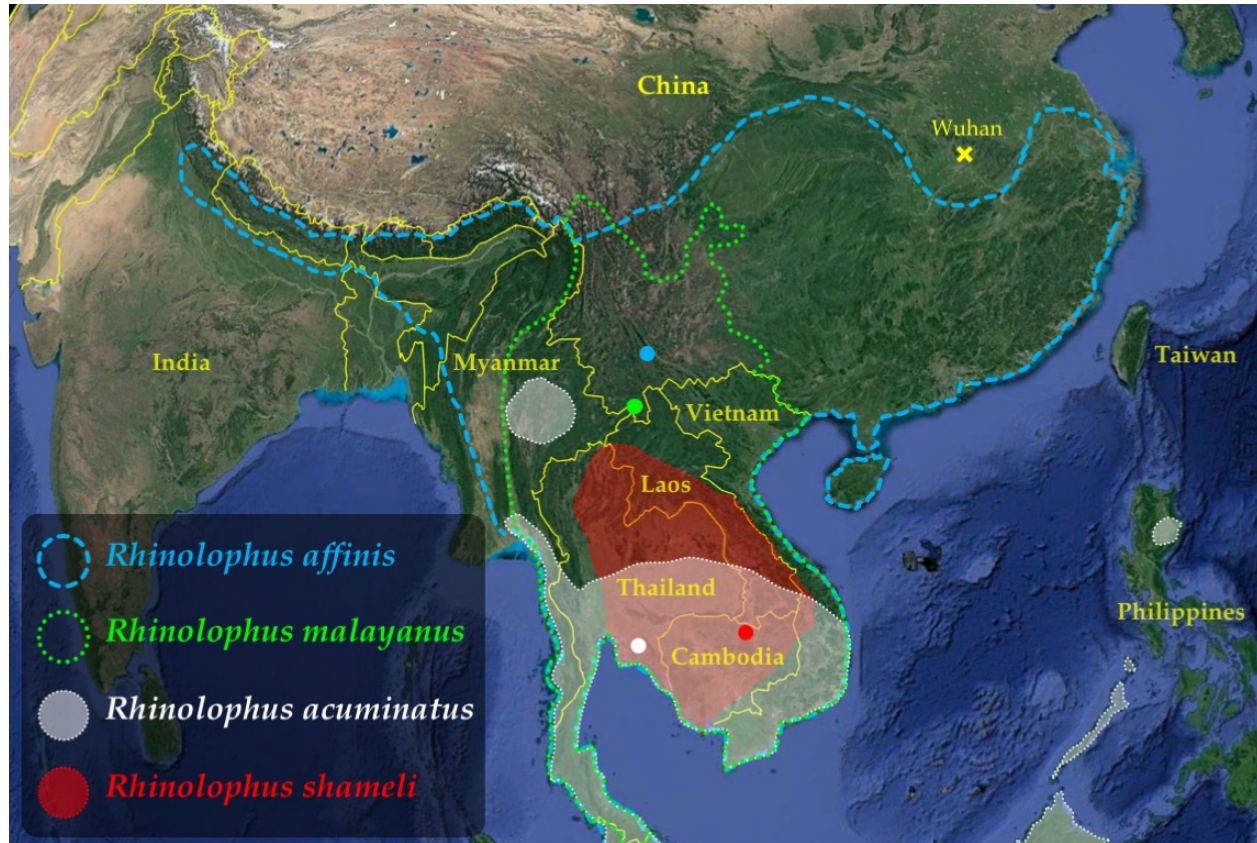 China
Wuhan
India
Myanmar
Vietnam
Taiwan
Laos
Thailand
Cambodia
Philippines
Rhinolophus affinis
Rhinolophus malayanus
Rhinolophus acuminatus
Rhinolophus shameli